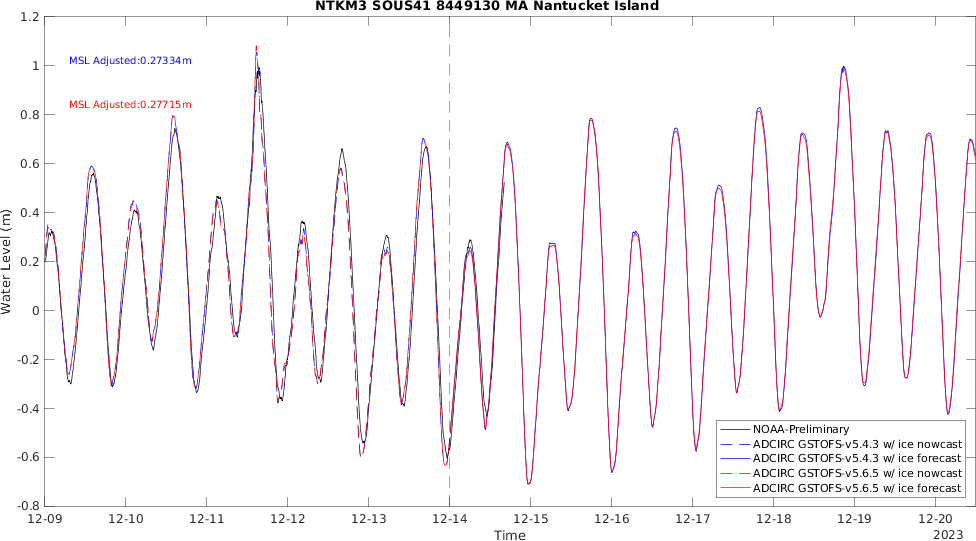 NTKM3 SOUS41 8449130 MA Nantucket Island
1.2
1
0.8
0.6
0.4
0.2
0
-0.2
-0.4
-0.6
-0.8
Water Level (m)
MSL Adjusted:0.27334m
MSL Adjusted:0.27715m
NOAA-Preliminary
ADCIRC GSTOFS-v5.4.3 w/ ice nowcast
ADCIRC GSTOFS-v5.4.3 w/ ice forecast
ADCIRC GSTOFS-v5.6.5 w/ ice nowcast
ADCIRC GSTOFS-v5.6.5 w/ ice forecast
12-09 12-10 12-11 12-12 12-13 12-14 12-15 12-16 12-17 12-18 12-19 12-20
Time
2023